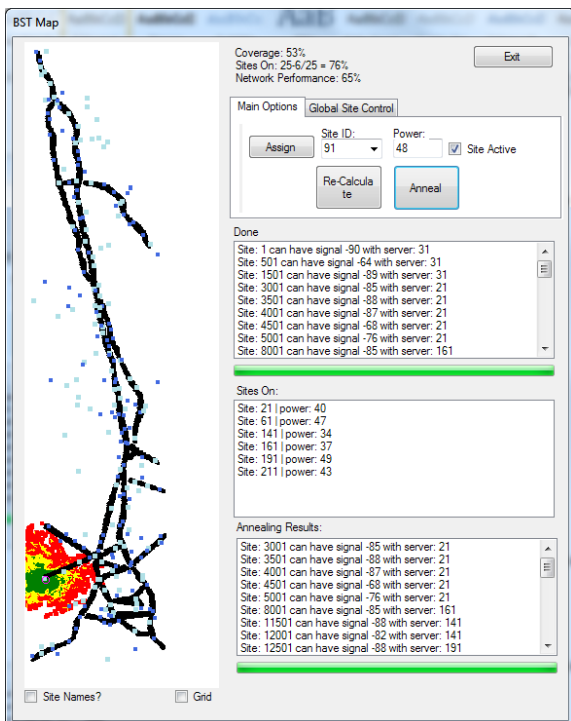 BST Map
Coverage: 53%
Sites On: 25-6/25 = 76%
Network Perfomance: 65%
Exit
Main Options
Global Site Control
Site ID:
Power:
Assign
91
48
Site Active
Re-Calcula
te
Anneal
Done
Site: 1 can have signal -90 with server: 31
Site: 501 can have signal -64 with server: 31
Site: 1501 can have signal -89 with server: 31
Site: 3001 can have signal -85 with server: 21
Site: 3501 can have signal -88 with server: 21
Site: 4001 can have signal -87 with server: 21
Site: 4501 can have signal -68 with server: 21
Site: 5001 can have signal -76 with server: 21
Site: 8001 can have signal -85 with server: 161
Sites On:
Site: 21 | power: 40
Site: 61 | power: 47
Site: 141 | power: 34
Site: 161 | power: 37
Site: 191 | power: 49
Site: 211 | power: 43
Annealing Results:
Site: 3001 can have signal -85 with server: 21
Site: 3501 can have signal -88 with server: 21
Site: 4001 can have signal -87 with server: 21
Site: 4501 can have signal -68 with server: 21
Site: 5001 can have signal -76 with server: 21
Site: 8001 can have signal -85 with server: 161
Site: 11501 can have signal -88 with server: 141
Site: 12001 can have signal -82 with server: 141
Site: 12501 can have signal -88 with server: 191
Site Names?
Grid